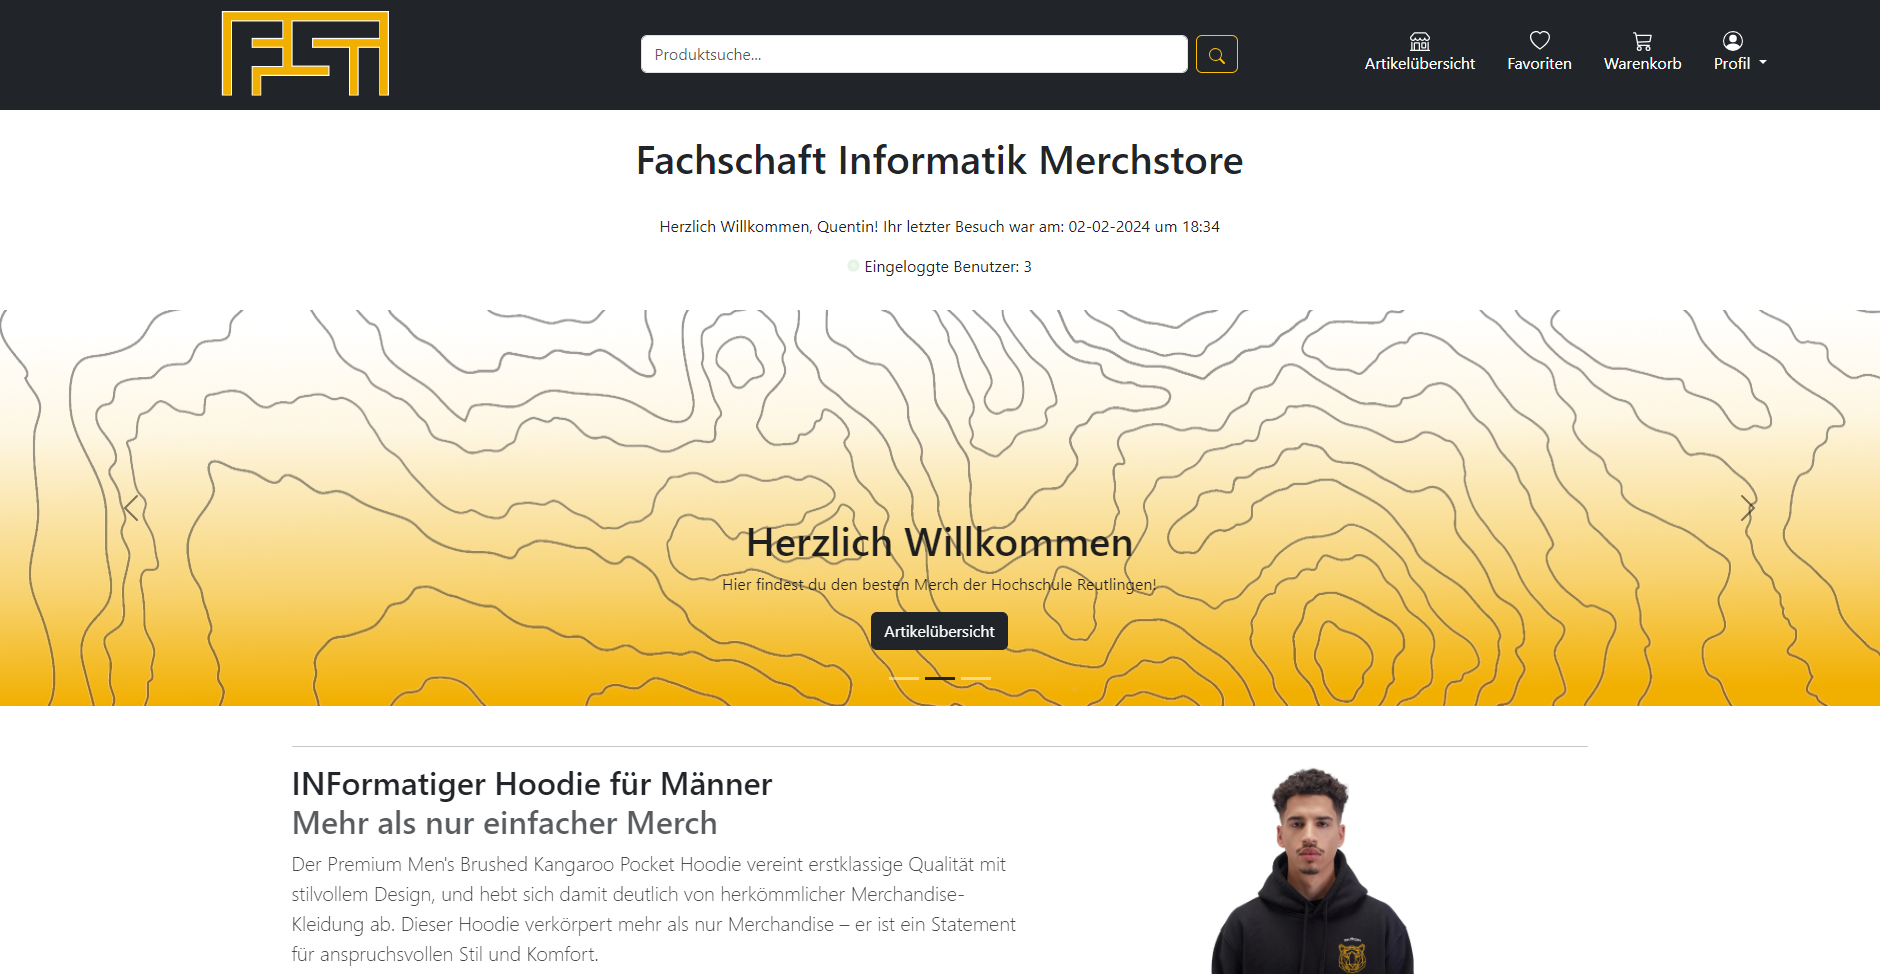 Produktsuche...
Artikelübersicht
Favoriten
Warenkorb
Profil
Fachschaft Informatik Merchstore
Herzlich Willkommen, Quentin! Ihr letzter Besuch war am: 02-02-2024 um 18:34
Eingeloggte Benutzer: 3
Herzlich Willkommen
Hier findest du den besten Merch der Hochschule Reutlingen!
Artikelübersicht
INFormatiger Hoodie für Männer
Mehr als nur einfacher Merch
Der Premium Men's Brushed Kangaroo Pocket Hoodie vereint erstklassige Qualität mit
stilvollem Design, und hebt sich damit deutlich von herkömmlicher Merchandise-
Kleidung ab. Dieser Hoodie verkörpert mehr als nur Merchandise – er ist ein Statement
für anspruchsvollen Stil und Komfort.